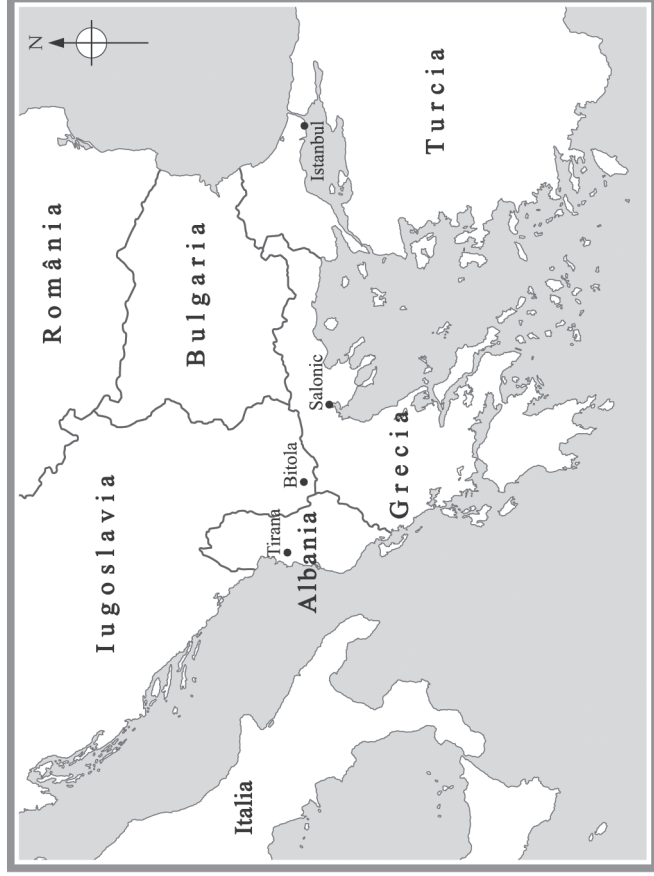 N
România
Bulgaria
Iugoslavia
Istanbul
Turcia
Salonic
Bitola
Tirana
Albania
Grecia
Italia